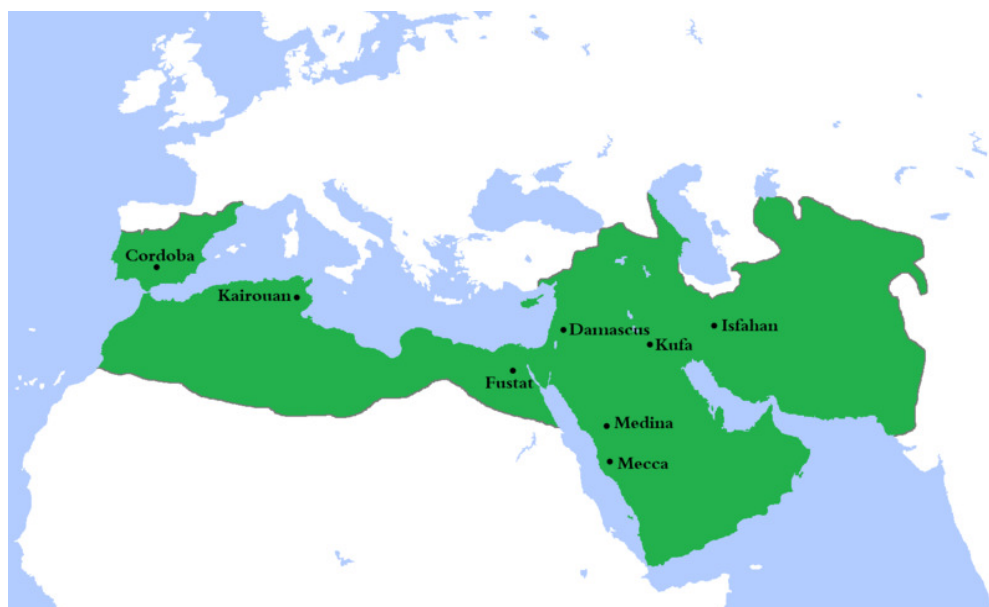 Cordoba
Kairouan
Damascus
Isfahan
Kufa
Fustat
Medina
Mecca